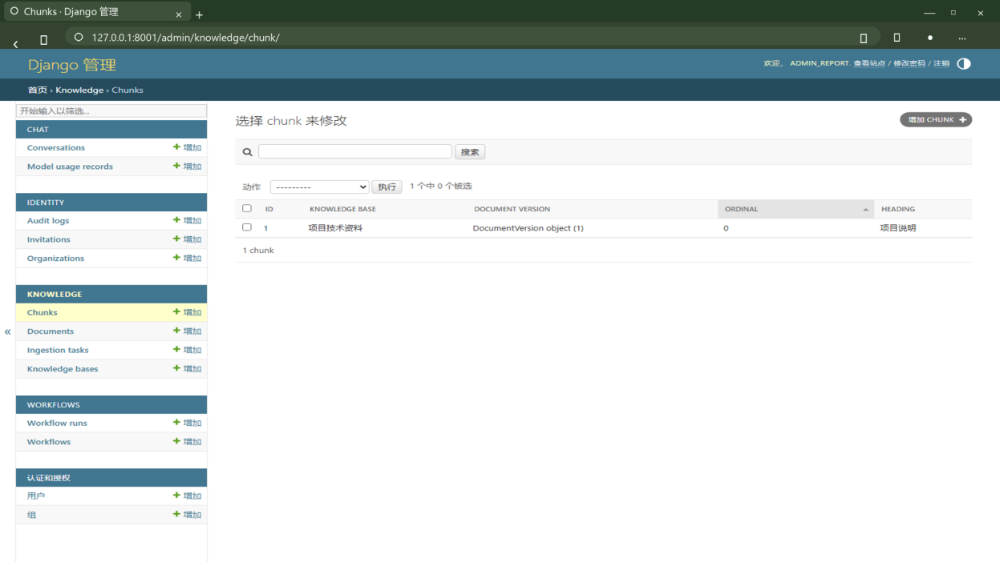 Chunks · Django 管理
127.0.0.1:8001/admin/knowledge/chunk/
Django 管理
欢迎， ADMIN_REPORT. 查看站点 / 修改密码 / 注销
首页 › Knowledge › Chunks
开始输入以筛选...
CHAT
Conversations 增加
Model usage records 增加
IDENTITY
Audit logs 增加
Invitations 增加
Organizations 增加
KNOWLEDGE
Chunks 增加
Documents 增加
Ingestion tasks 增加
Knowledge bases 增加
WORKFLOWS
Workflow runs 增加
Workflows 增加
认证和授权
用户 增加
组 增加
选择 chunk 来修改
增加 CHUNK
搜索
动作 --------- 执行 1 个中 0 个被选
ID KNOWLEDGE BASE DOCUMENT VERSION ORDINAL HEADING
1 项目技术资料 DocumentVersion object (1) 0 项目说明
1 chunk